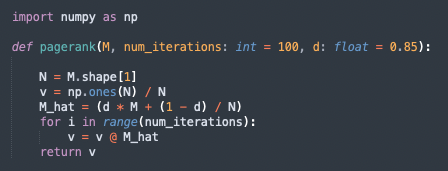 import numpy as np
def pagerank(M, num_iterations: int = 100, d: float = 0.85):
N = M.shape[1]
v = np.ones(N) / N
M_hat = (d * M + (1 - d) / N)
for i in range(num_iterations):
v = v @ M_hat
return v